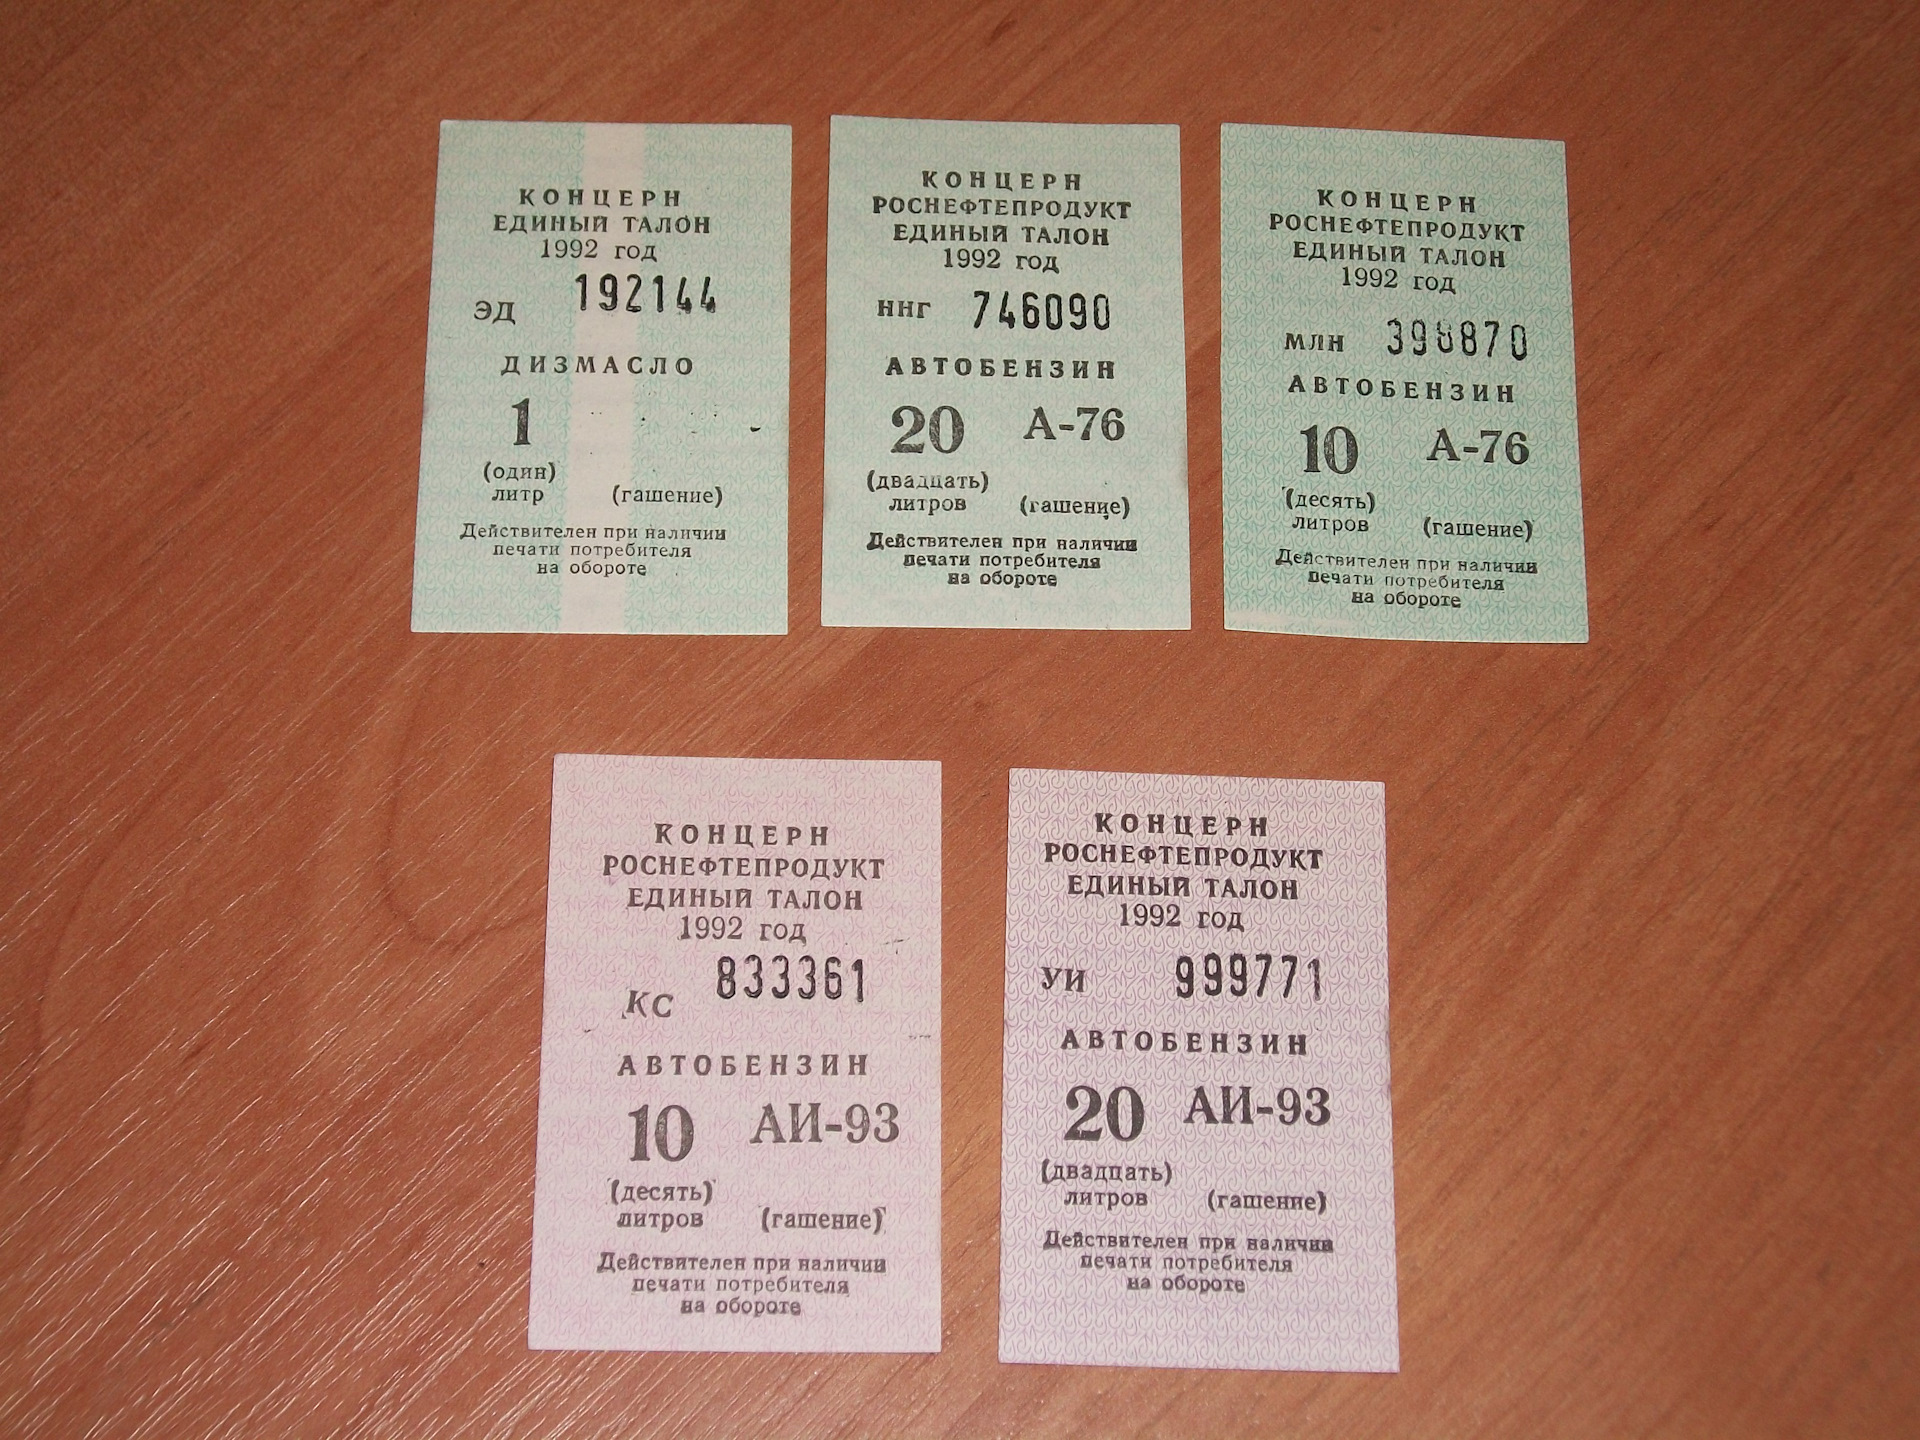 КОНЦЕРН
ЕДИНЫЙ ТАЛОН
1992 год
ЭД 192144
ДИЗМАСЛО
1
(один)
литр (гашение)
Действителен при наличии
печати потребителя
на обороте
КОНЦЕРН
РОСНЕФТЕПРОДУКТ
ЕДИНЫЙ ТАЛОН
1992 год
ННГ 746090
АВТОБЕНЗИН
20 А-76
(двадцать)
литров (гашение)
Действителен при наличии
печати потребителя
на обороте
КОНЦЕРН
РОСНЕФТЕПРОДУКТ
ЕДИНЫЙ ТАЛОН
1992 год
МЛН 398870
АВТОБЕНЗИН
10 А-76
(десять)
литров (гашение)
Действителен при наличии
печати потребителя
на обороте
КОНЦЕРН
РОСНЕФТЕПРОДУКТ
ЕДИНЫЙ ТАЛОН
1992 год
КС 833361
АВТОБЕНЗИН
10 АИ-93
(десять)
литров (гашение)
Действителен при наличии
печати потребителя
на обороте
КОНЦЕРН
РОСНЕФТЕПРОДУКТ
ЕДИНЫЙ ТАЛОН
1992 год
УИ 999771
АВТОБЕНЗИН
20 АИ-93
(двадцать)
литров (гашение)
Действителен при наличии
печати потребителя
на обороте